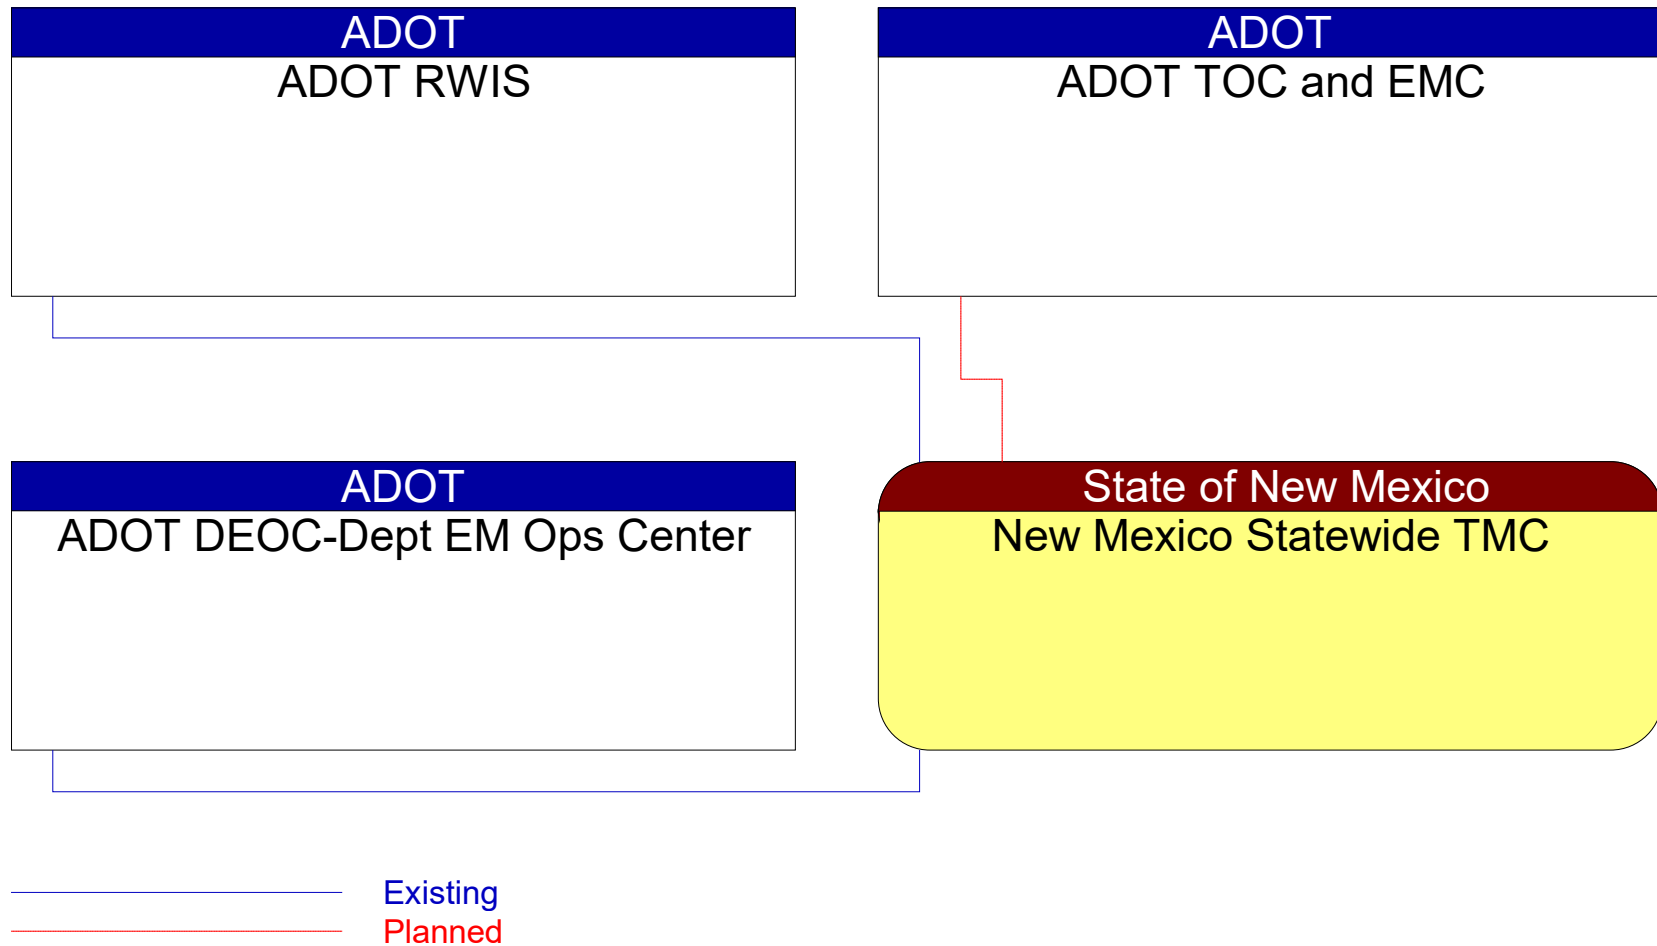 ADOT
ADOT RWIS
ADOT
ADOT TOC and EMC
ADOT
ADOT DEOC-Dept EM Ops Center
State of New Mexico
New Mexico Statewide TMC
Existing
Planned